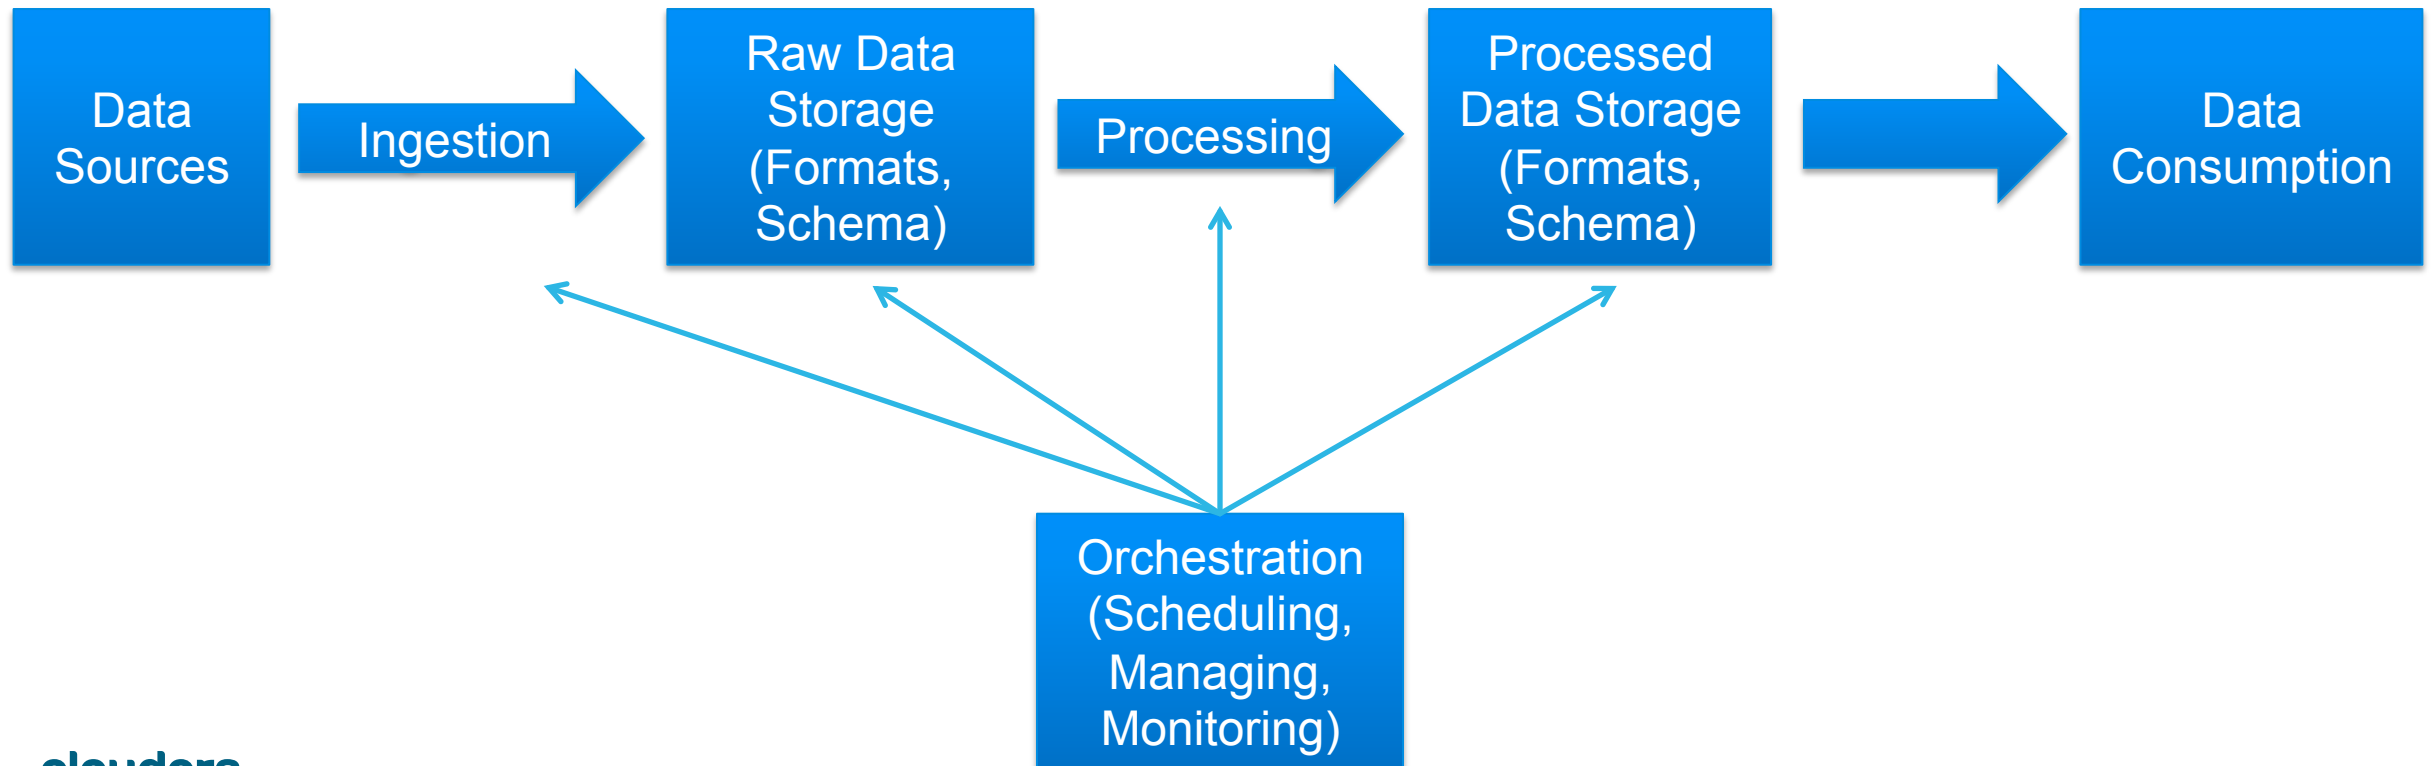 Data
Sources
Ingestion
Raw Data
Storage
(Formats,
Schema)
Processing
Processed
Data Storage
(Formats,
Schema)
Data
Consumption
Orchestration
(Scheduling,
Managing,
Monitoring)
cloudera